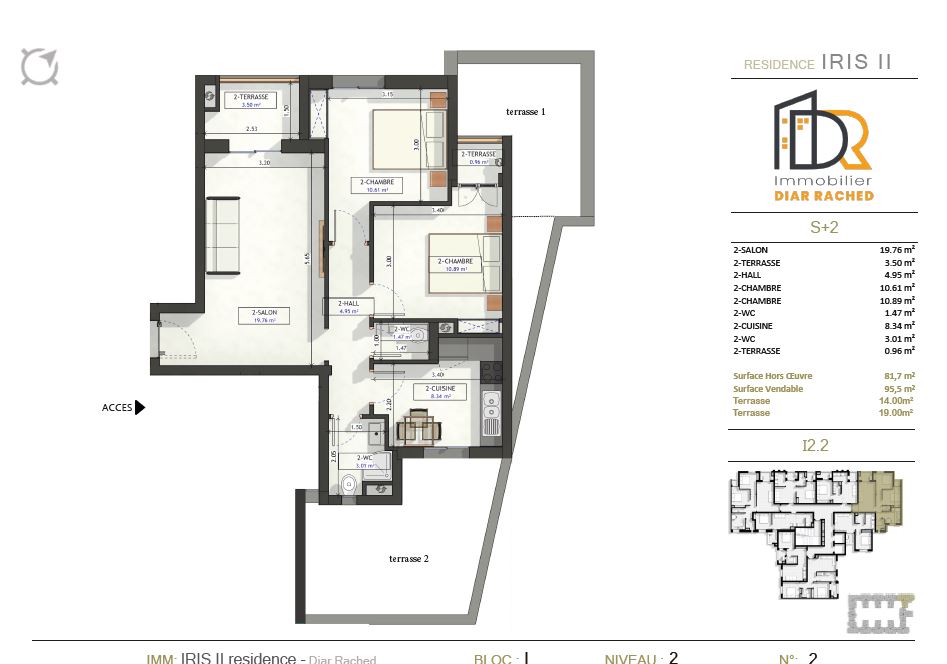 RESIDENCE IRIS II
DR
Immobilier
DIAR RACHED
S+2
2-SALON 19.76 m²
2-TERRASSE 3.50 m²
2-HALL 4.95 m²
2-CHAMBRE 10.61 m²
2-CHAMBRE 10.89 m²
2-WC 1.47 m²
2-CUISINE 8.34 m²
2-WC 3.01 m²
2-TERRASSE 0.96 m²
Surface Hors Œuvre 81,7 m²
Surface Vendable 95,5 m²
Terrasse 14.00m²
Terrasse 19.00m²
I2.2
2-TERRASSE
3.50 m²
1.50
2.53
3.20
3.15
3.00
terrasse 1
2-CHAMBRE
10.61 m²
2-TERRASSE
0.96 m²
3.40
5.65
3.00
2-CHAMBRE
10.89 m²
2-HALL
4.95 m²
2-SALON
19.76 m²
2-WC
1.47 m²
1.00
1.47
3.40
2-CUISINE
8.34 m²
2.20
ACCES
1.50
2.05
2-WC
3.01 m²
terrasse 2
IMM: IRIS II residence - Diar Rached BLOC : I NIVEAU : 2 N°: 2